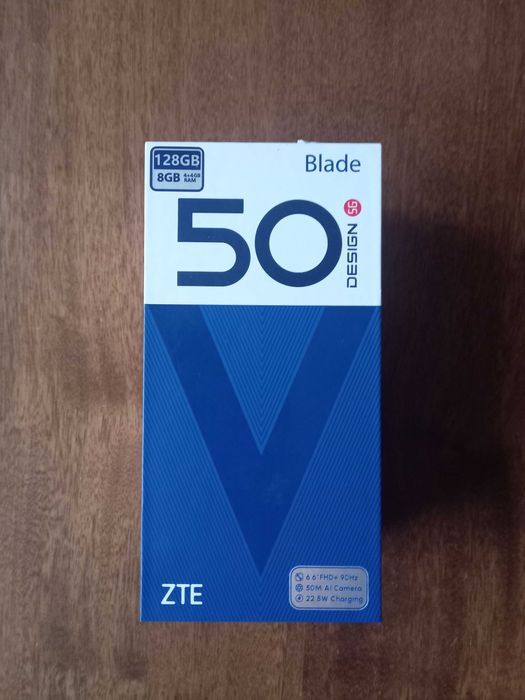 128GB
8GB 4+4GB RAM
Blade
50
DESIGN 5G
V
ZTE
6.6" FHD+ 90Hz
50M AI Camera
22.5W Charging